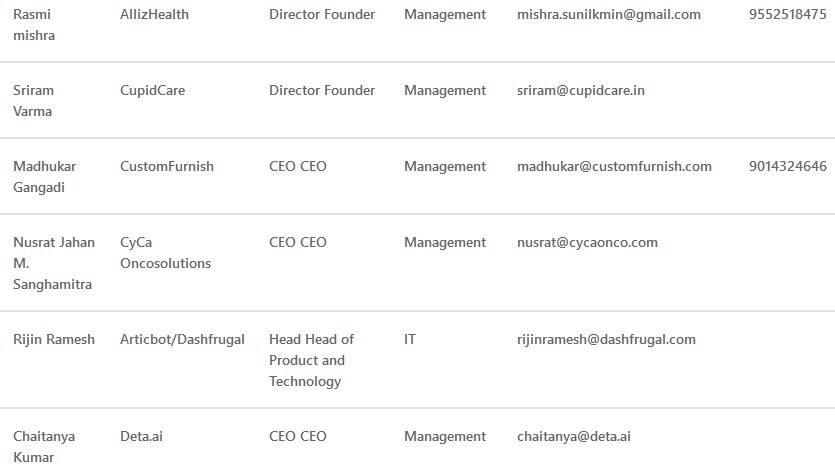 Rasmi AllizHealth Director Founder Management mishra.sunilkmin@gmail.com 9552518475
mishra
Sriram CupidCare Director Founder Management sriram@cupidcare.in
Varma
Madhukar CustomFurnish CEO CEO Management madhukar@customfurnish.com 9014324646
Gangadi
Nusrat Jahan CyCa CEO CEO Management nusrat@cycaonco.com
M. Oncosolutions
Sanghamitra
Rijin Ramesh Articbot/Dashfrugal Head Head of IT rijinramesh@dashfrugal.com
Product and
Technology
Chaitanya Deta.ai CEO CEO Management chaitanya@deta.ai
Kumar